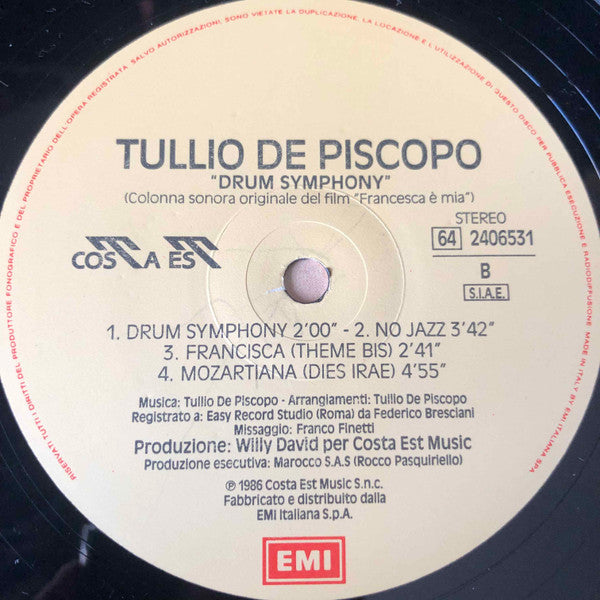 RISERVATI TUTTI I DIRITTI DEL PRODUTTORE FONOGRAFICO E DEL PROPRIETARIO DELL'OPERA REGISTRATA. SALVO AUTORIZZAZIONI, SONO VIETATE LA DUPLICAZIONE, LA LOCAZIONE E L'UTILIZZAZIONE DI QUESTO DISCO PER PUBBLICA ESECUZIONE E RADIODIFFUSIONE. MADE IN ITALY BY EMI ITALIANA SPA
TULLIO DE PISCOPO
"DRUM SYMPHONY"
(Colonna sonora originale del film "Francesca è mia")
COSTA EST
STEREO
64 2406531
B
S.I.A.E.
1. DRUM SYMPHONY 2'00" - 2. NO JAZZ 3'42"
3. FRANCISCA (THEME BIS) 2'41"
4. MOZARTIANA (DIES IRAE) 4'55"
Musica: Tullio De Piscopo - Arrangiamenti: Tullio De Piscopo
Registrato a: Easy Record Studio (Roma) da Federico Bresciani
Missaggio: Franco Finetti
Produzione: Willy David per Costa Est Music
Produzione esecutiva: Marocco S.A.S (Rocco Pasquiriello)
℗ 1986 Costa Est Music S.n.c.
Fabbricato e distribuito dalla
EMI Italiana S.p.A.
EMI